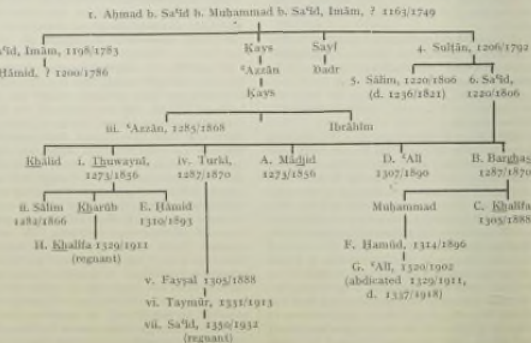 1. Aḥmad b. Saʿīd b. Muḥammad b. Saʿīd, Imām, ? 1163/1749
Imām, 1198/1783 Ḳays Sayf 4. Sulṭān, 1206/1792
Ḥāmid, ? 1200/1786 ʿAzzān Badr 5. Sālim, 1220/1806 6. Saʿīd,
Ḳays (d. 1236/1821) 1220/1806
iii. ʿAzzān, 1285/1868 Ibrāhīm
Khālid i. Thuwaynī, iv. Turkī, A. Mādjid D. ʿAlī B. Barghash
1273/1856 1287/1870 1273/1856 1307/1890 1287/1870
ii. Sālim Kharūb E. Ḥāmid Muḥammad C. Khalīfa
1282/1866 1310/1893 1305/1888
H. Khalīfa 1329/1911 F. Ḥamūd, 1314/1896
(regnant) G. ʿAlī, 1320/1902
(abdicated 1329/1911,
v. Fayṣal 1305/1888 d. 1337/1918)
vi. Taymūr, 1331/1913
vii. Saʿīd, 1350/1932
(regnant)